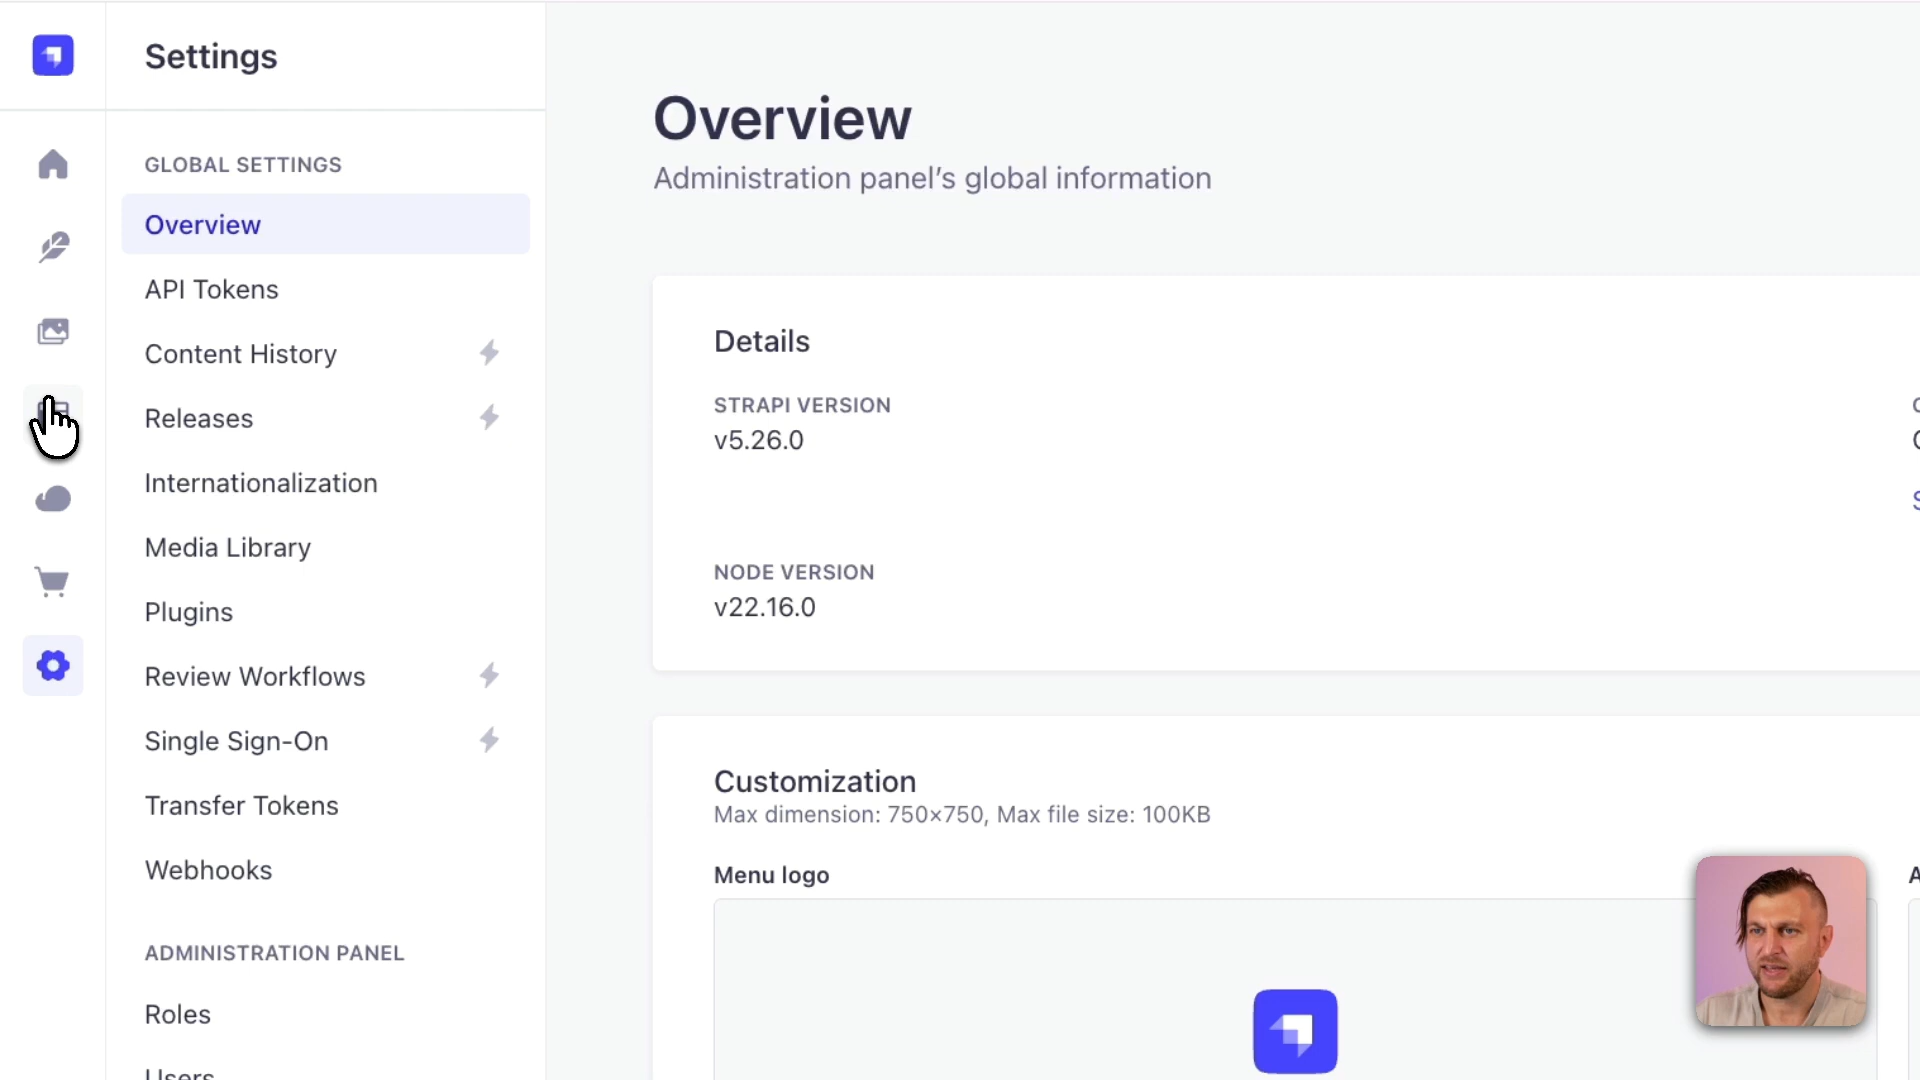 Settings
GLOBAL SETTINGS
Overview
API Tokens
Content History
Releases
Internationalization
Media Library
Plugins
Review Workflows
Single Sign-On
Transfer Tokens
Webhooks
ADMINISTRATION PANEL
Roles
Users
Overview
Administration panel's global information
Details
STRAPI VERSION
v5.26.0
NODE VERSION
v22.16.0
Customization
Max dimension: 750×750, Max file size: 100KB
Menu logo